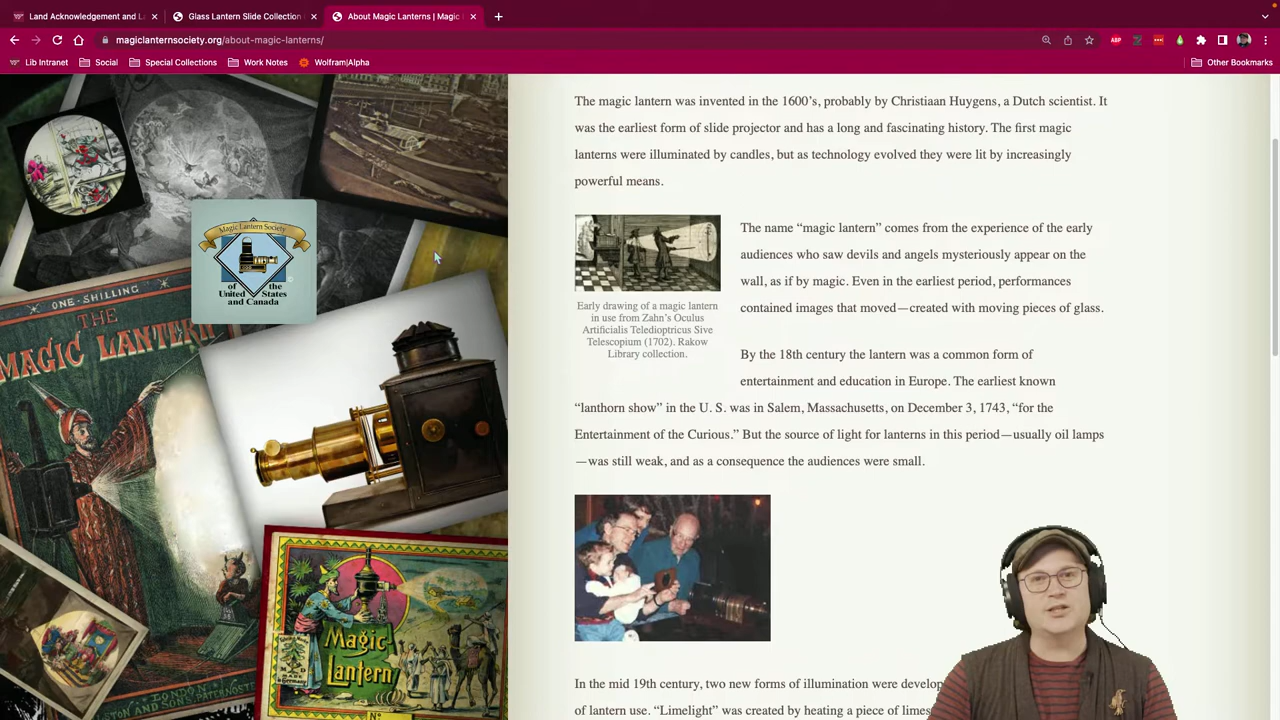 Land Acknowledgement and L
Glass Lantern Slide Collection
About Magic Lanterns | Magic
magiclanternsociety.org/about-magic-lanterns/
ABP
Lib Intranet
Social
Special Collections
Work Notes
Wolfram|Alpha
Other Bookmarks
Magic Lantern Society
of the
United States
and Canada
ONE-SHILLING
THE
MAGIC LANTERN
LONDON
Magic
Lantern
Nº
The magic lantern was invented in the 1600’s, probably by Christiaan Huygens, a Dutch scientist. It
was the earliest form of slide projector and has a long and fascinating history. The first magic
lanterns were illuminated by candles, but as technology evolved they were lit by increasingly
powerful means.
Early drawing of a magic lantern
in use from Zahn’s Oculus
Artificialis Teledioptricus Sive
Telescopium (1702). Rakow
Library collection.
The name “magic lantern” comes from the experience of the early
audiences who saw devils and angels mysteriously appear on the
wall, as if by magic. Even in the earliest period, performances
contained images that moved—created with moving pieces of glass.
By the 18th century the lantern was a common form of
entertainment and education in Europe. The earliest known
“lanthorn show” in the U. S. was in Salem, Massachusetts, on December 3, 1743, “for the
Entertainment of the Curious.” But the source of light for lanterns in this period—usually oil lamps
—was still weak, and as a consequence the audiences were small.
In the mid 19th century, two new forms of illumination were develop
of lantern use. “Limelight” was created by heating a piece of limes